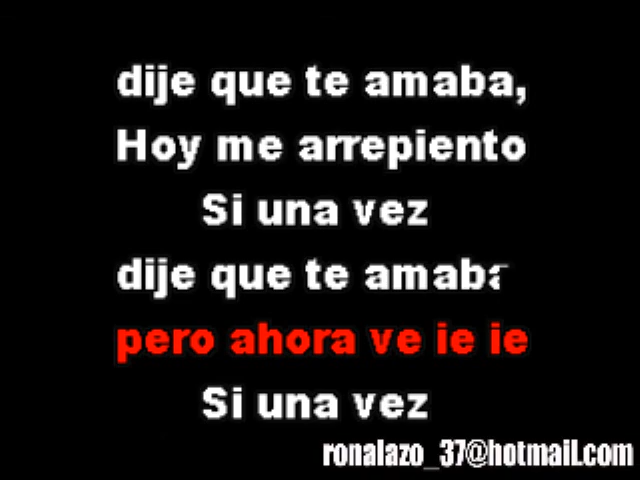 dije que te amaba,
Hoy me arrepiento
Si una vez
dije que te amaba
pero ahora ve ie ie
Si una vez
ronalazo_37@hotmail.com